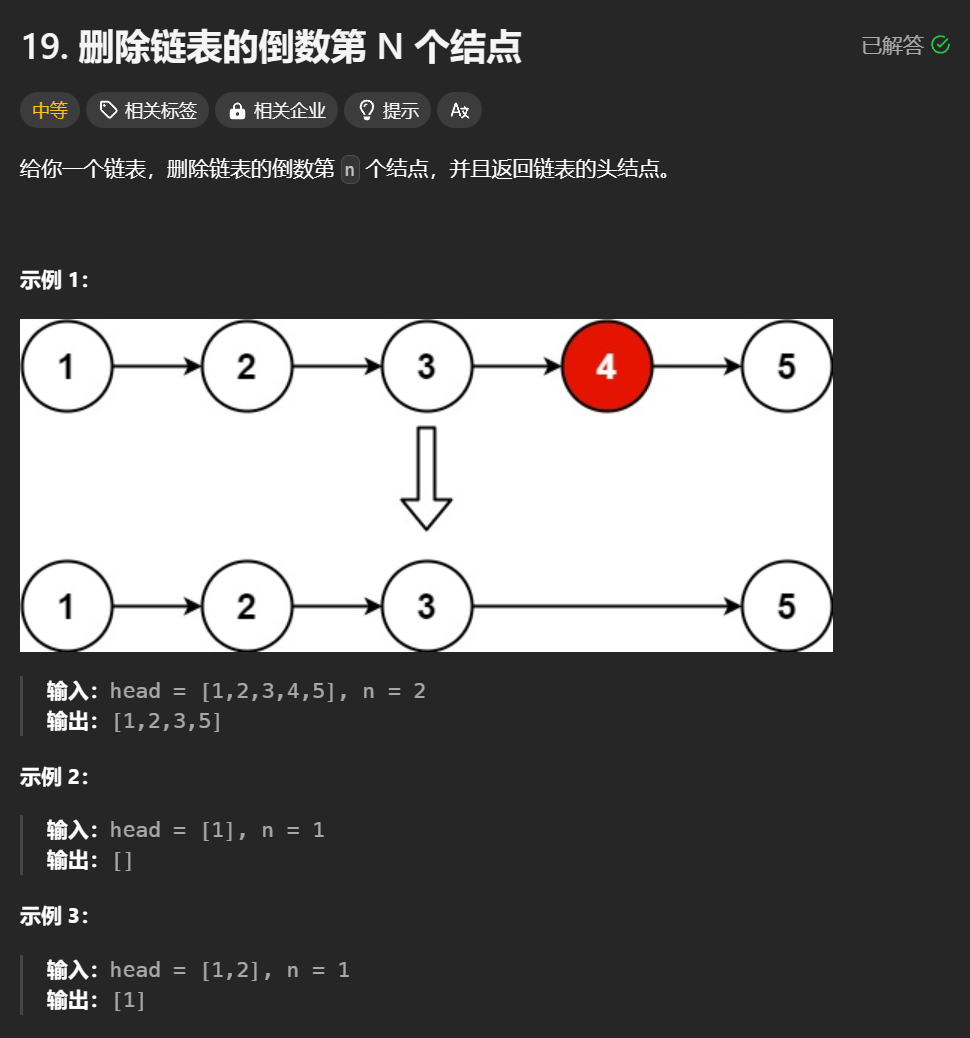 19. 删除链表的倒数第 N 个结点
已解答
中等 相关标签 相关企业 提示 Ax
给你一个链表，删除链表的倒数第 n 个结点，并且返回链表的头结点。
示例 1：
1 2 3 4 5
1 2 3 5
输入：head = [1,2,3,4,5], n = 2
输出：[1,2,3,5]
示例 2：
输入：head = [1], n = 1
输出：[]
示例 3：
输入：head = [1,2], n = 1
输出：[1]